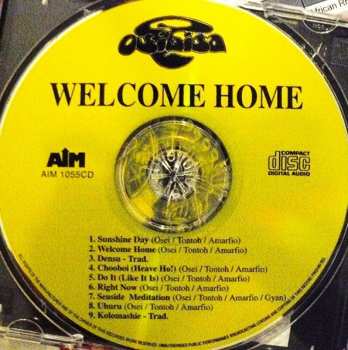 African Rh
Osibisa
WELCOME HOME
AIM
AIM 1055CD
COMPACT
disc
DIGITAL AUDIO
1. Sunshine Day (Osei / Tontoh / Amarfio)
2. Welcome Home (Osei / Tontoh / Amarfio)
3. Densu - Trad.
4. Chooboi (Heave Ho!) (Osei / Tontoh / Amarfio)
5. Do It (Like It Is) (Osei / Tontoh / Amarfio)
6. Right Now (Osei / Tontoh / Amarfio)
7. Seaside Meditation (Osei / Tontoh / Amarfio / Gyan)
8. Uhuru (Osei / Tontoh / Amarfio)
9. Kolomashie - Trad.